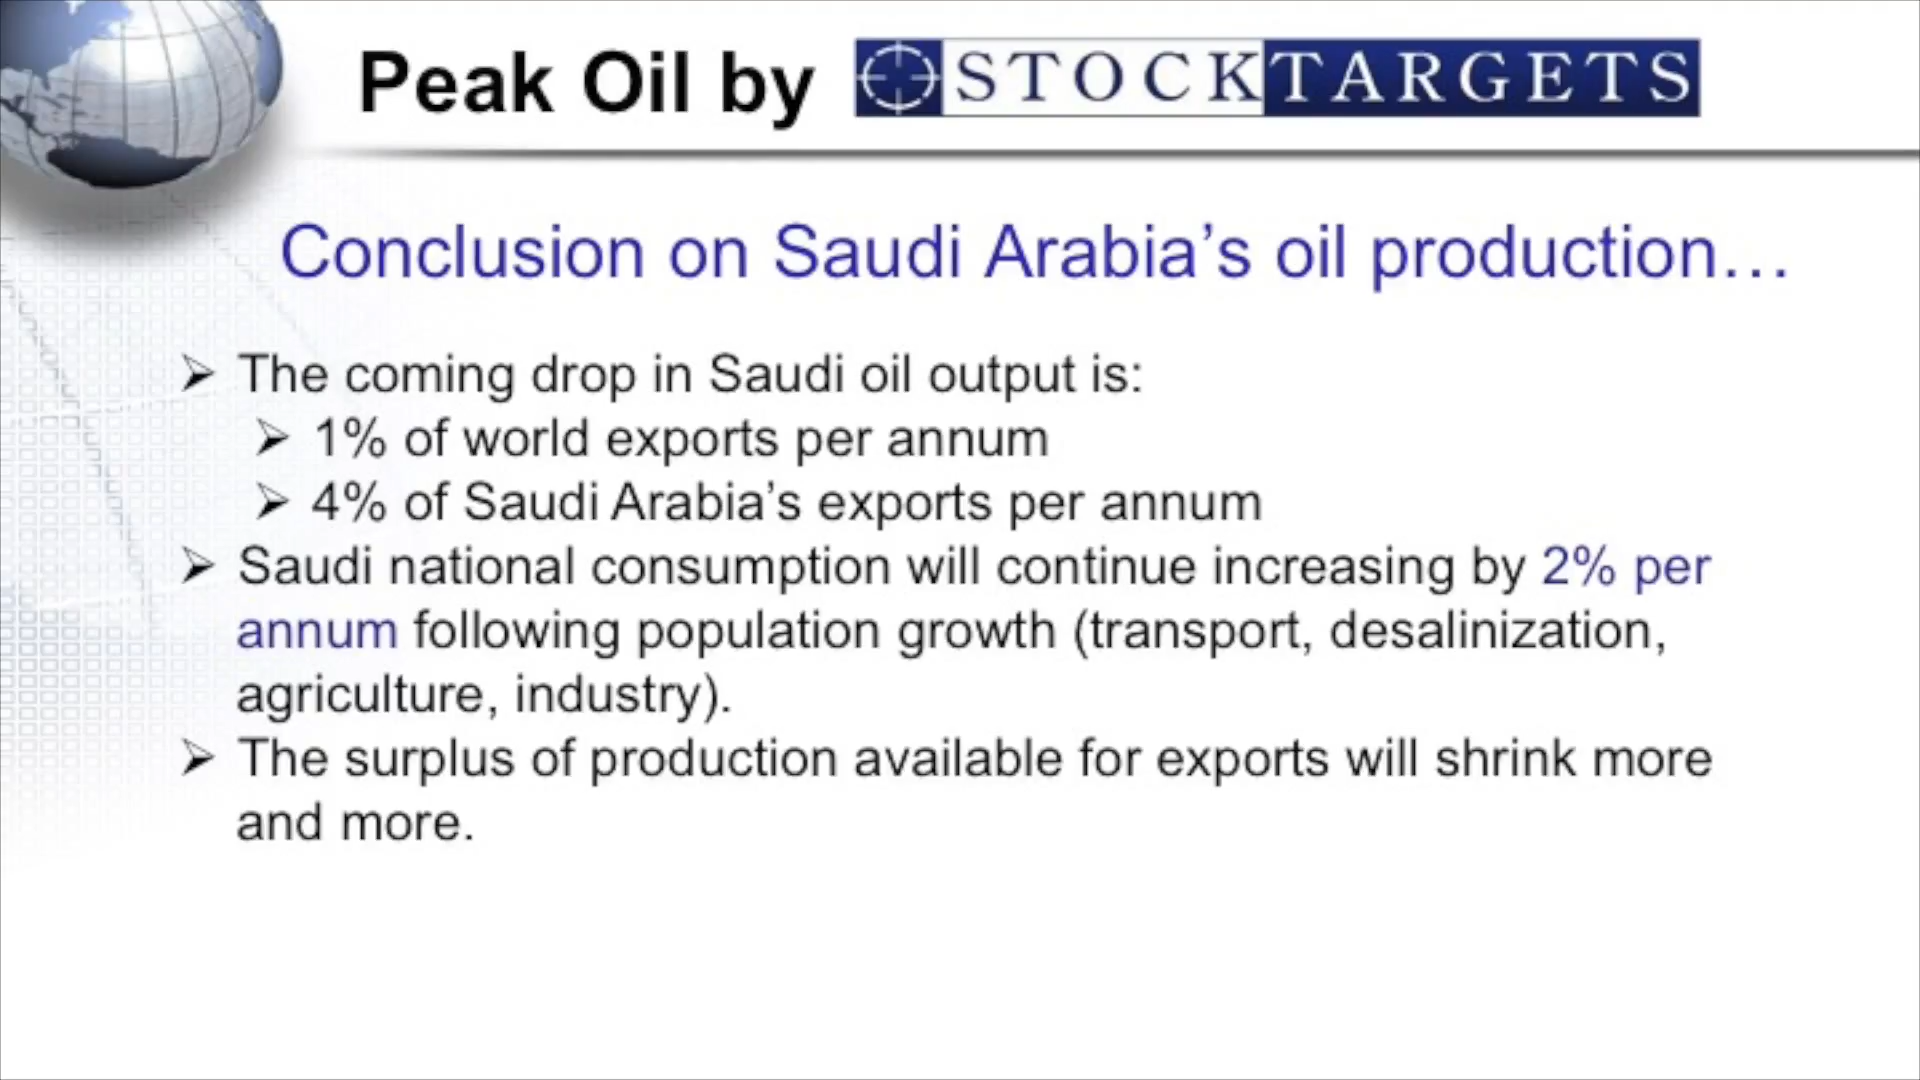 Peak Oil by STOCKTARGETS
Conclusion on Saudi Arabia’s oil production…
➢ The coming drop in Saudi oil output is:
➢ 1% of world exports per annum
➢ 4% of Saudi Arabia’s exports per annum
➢ Saudi national consumption will continue increasing by 2% per
annum following population growth (transport, desalinization,
agriculture, industry).
➢ The surplus of production available for exports will shrink more
and more.